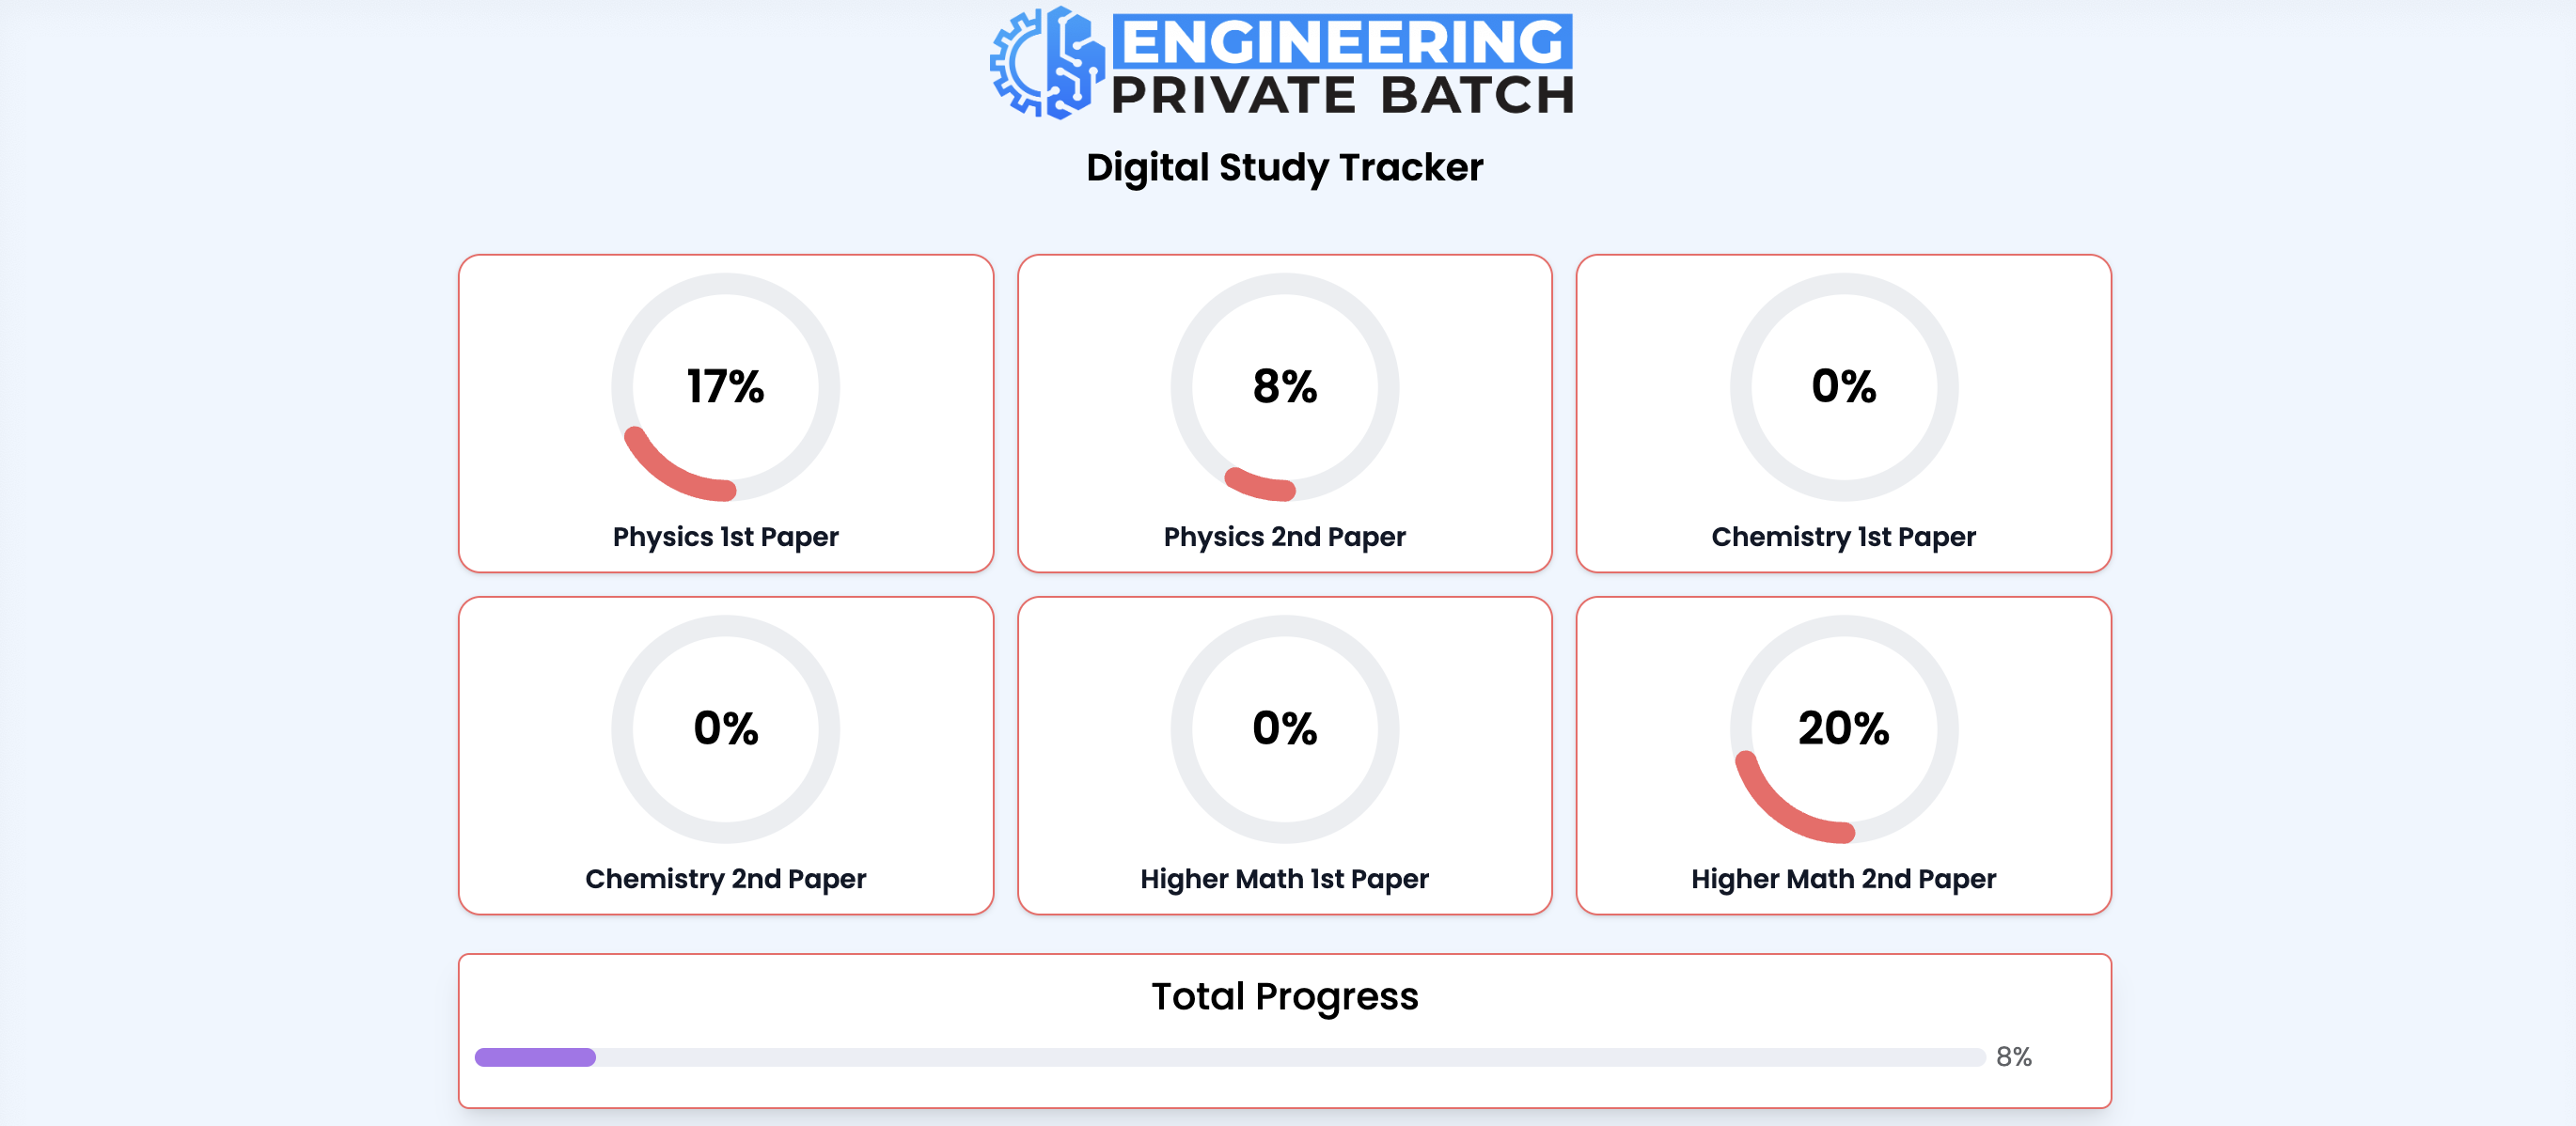 ENGINEERING
PRIVATE BATCH
Digital Study Tracker
17%
Physics 1st Paper
8%
Physics 2nd Paper
0%
Chemistry 1st Paper
0%
Chemistry 2nd Paper
0%
Higher Math 1st Paper
20%
Higher Math 2nd Paper
Total Progress
8%